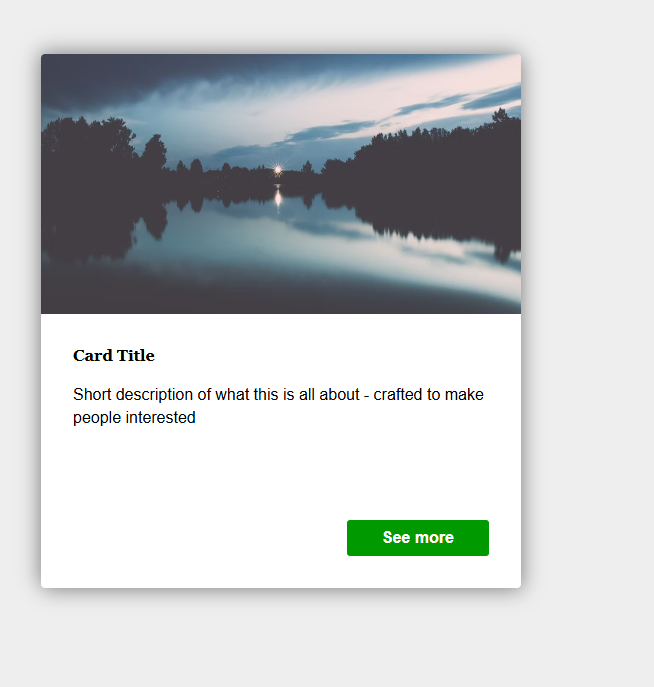 Card Title
Short description of what this is all about - crafted to make
people interested
See more